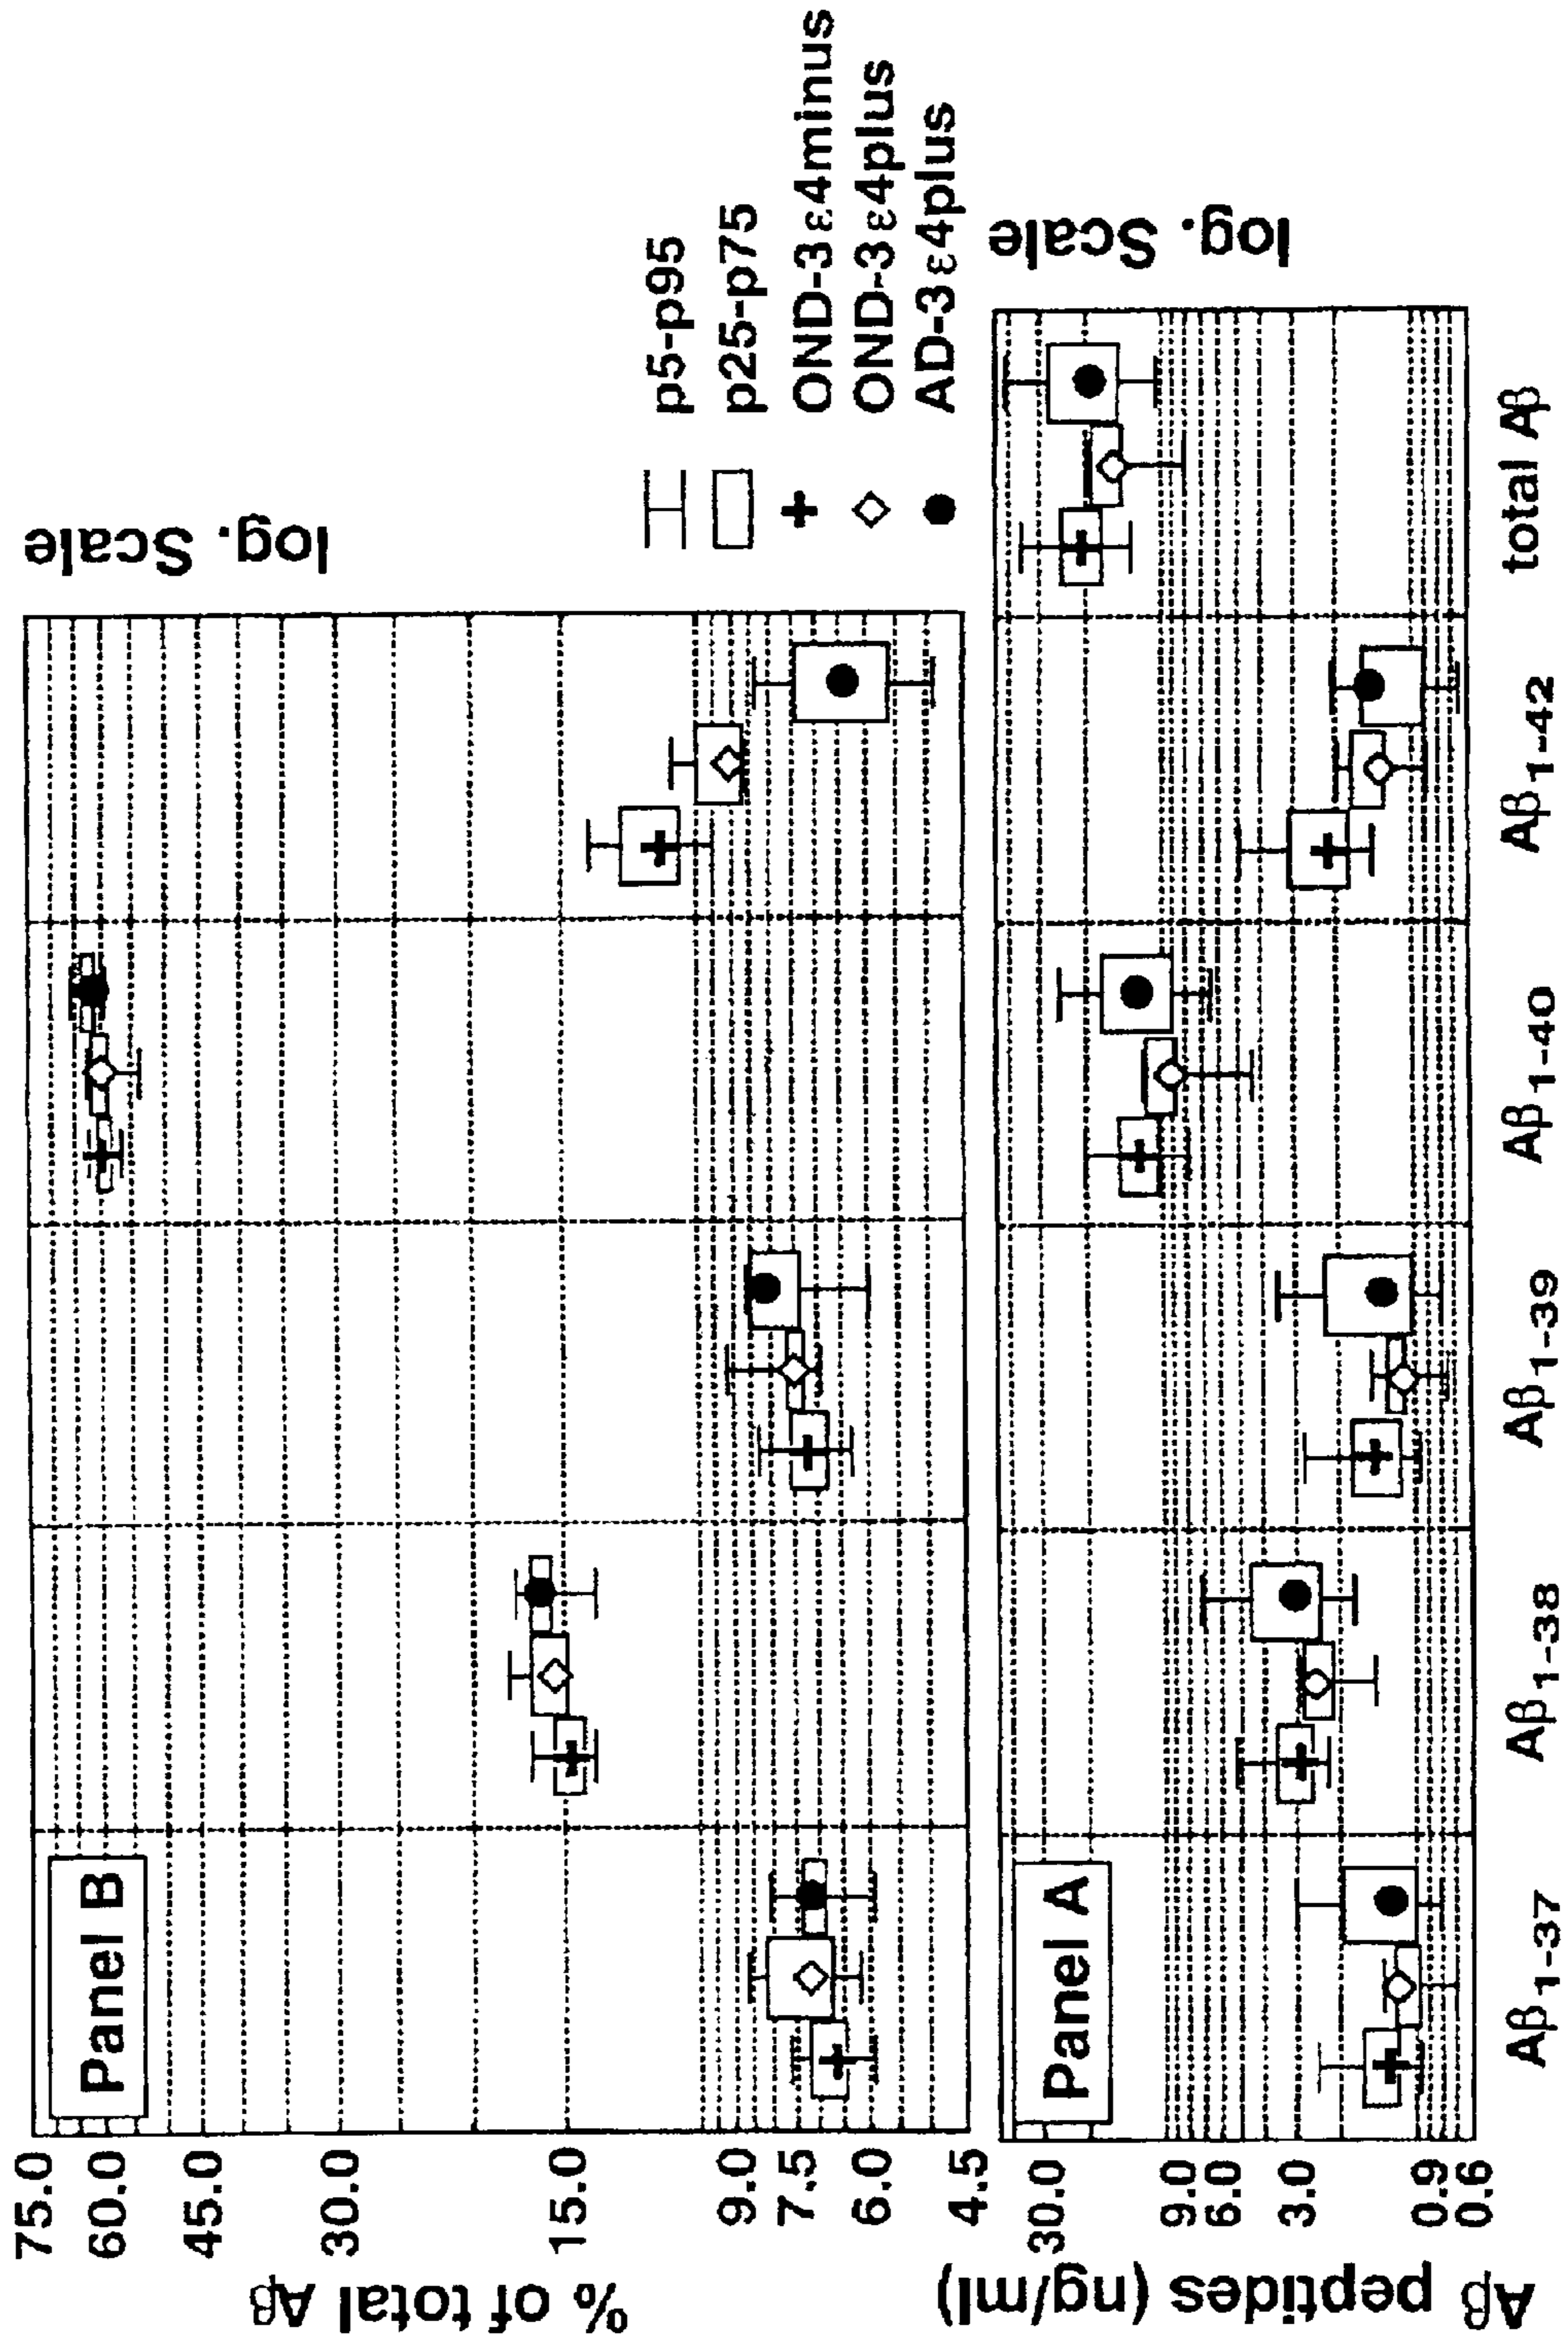 log. Scale
Panel B
75.0
60.0
45.0
30.0
15.0
9.0
7.5
6.0
4.5
% of total Aβ
p5-p95
p25-p75
OND-3ε4minus
OND-3ε4plus
AD-3ε4plus
log. Scale
Panel A
30.0
9.0
6.0
3.0
0.9
0.6
Aβ peptides (ng/ml)
Aβ1-37
Aβ1-38
Aβ1-39
Aβ1-40
Aβ1-42
total Aβ